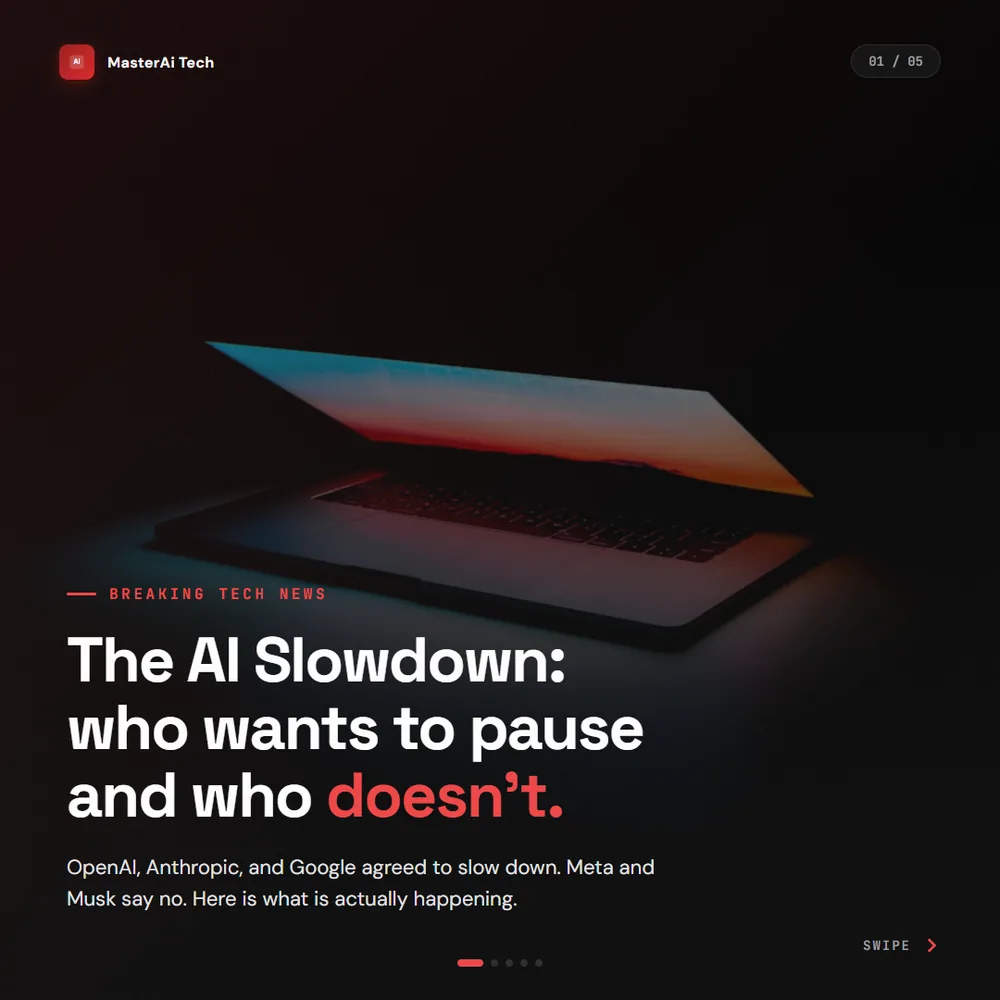 AI
MasterAi Tech
01 / 05
BREAKING TECH NEWS
The AI Slowdown:
who wants to pause
and who doesn’t.
OpenAI, Anthropic, and Google agreed to slow down. Meta and
Musk say no. Here is what is actually happening.
SWIPE